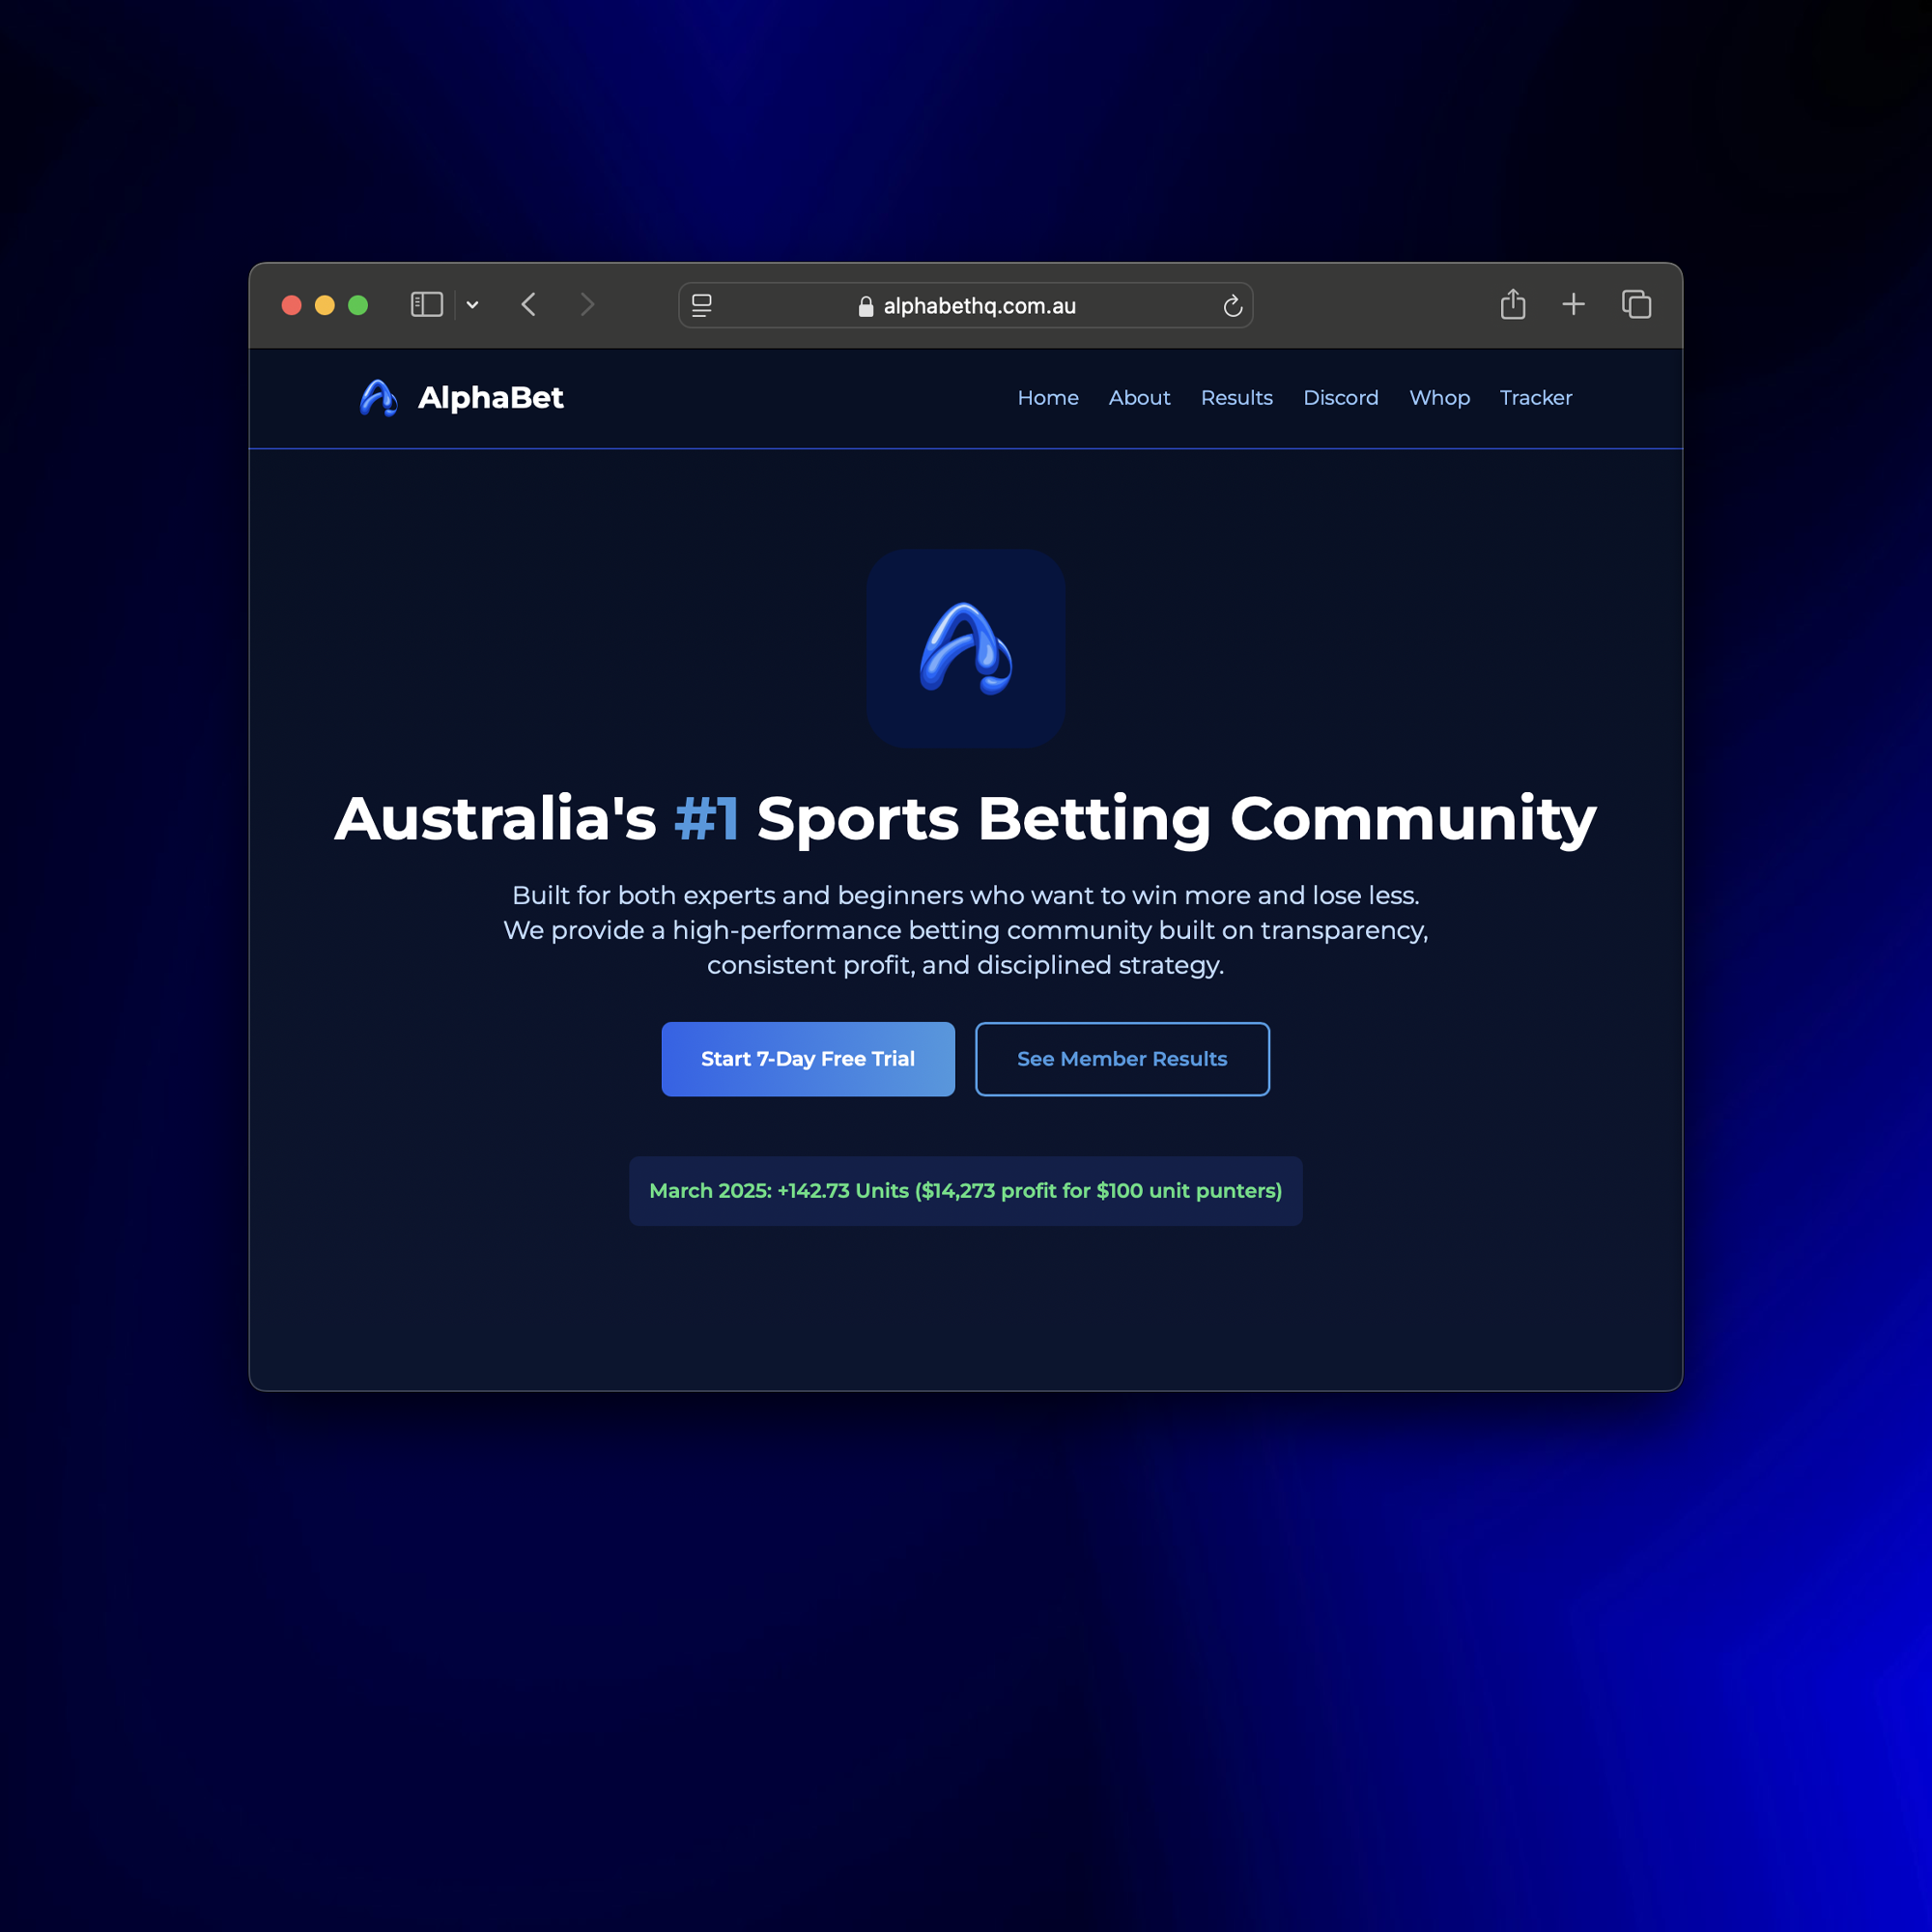 alphabethq.com.au
AlphaBet
Home About Results Discord Whop Tracker
Australia's #1 Sports Betting Community
Built for both experts and beginners who want to win more and lose less.
We provide a high-performance betting community built on transparency,
consistent profit, and disciplined strategy.
Start 7-Day Free Trial
See Member Results
March 2025: +142.73 Units ($14,273 profit for $100 unit punters)